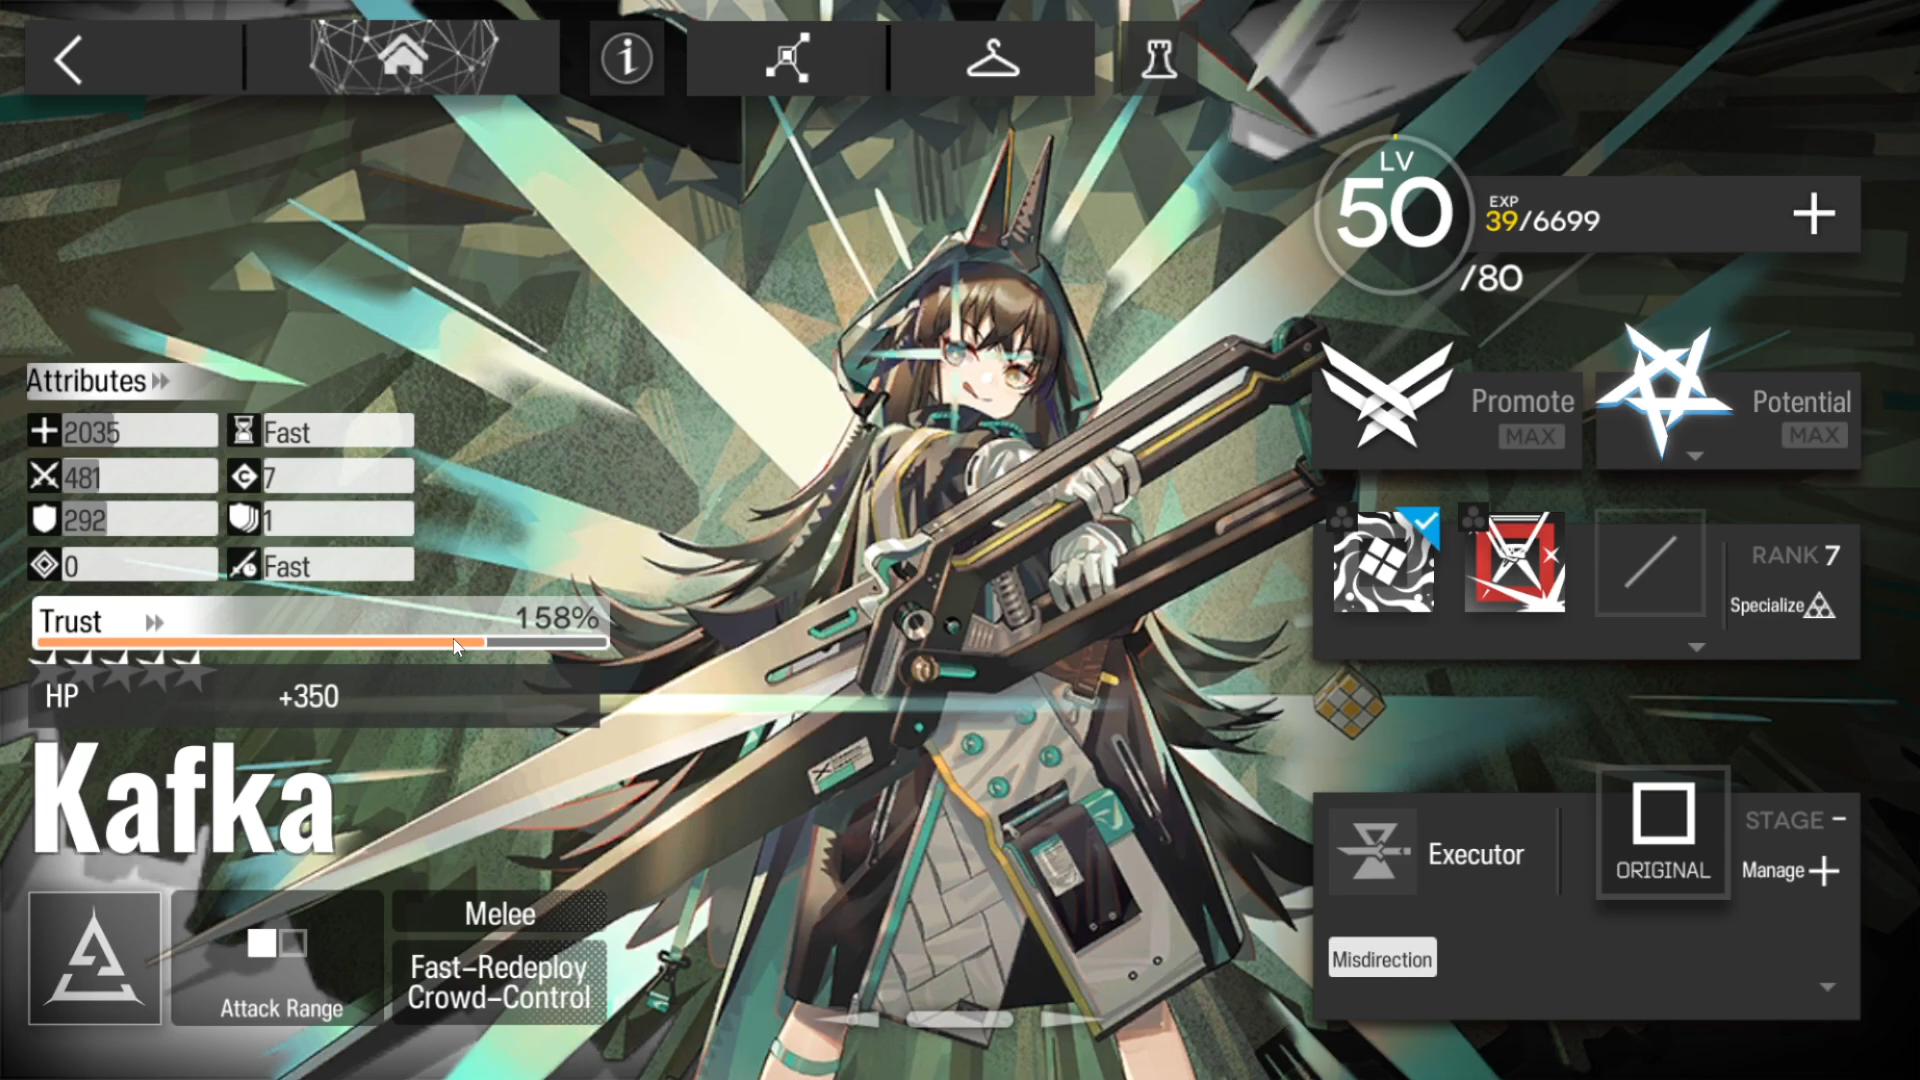 LV
50
/80
EXP
39/6699
Promote
MAX
Potential
MAX
Attributes
2035
Fast
481
7
292
1
0
Fast
Trust
158%
HP +350
RANK 7
Specialize
Kafka
Executor
ORIGINAL
STAGE -
Manage
Misdirection
Attack Range
Melee
Fast-Redeploy
Crowd-Control